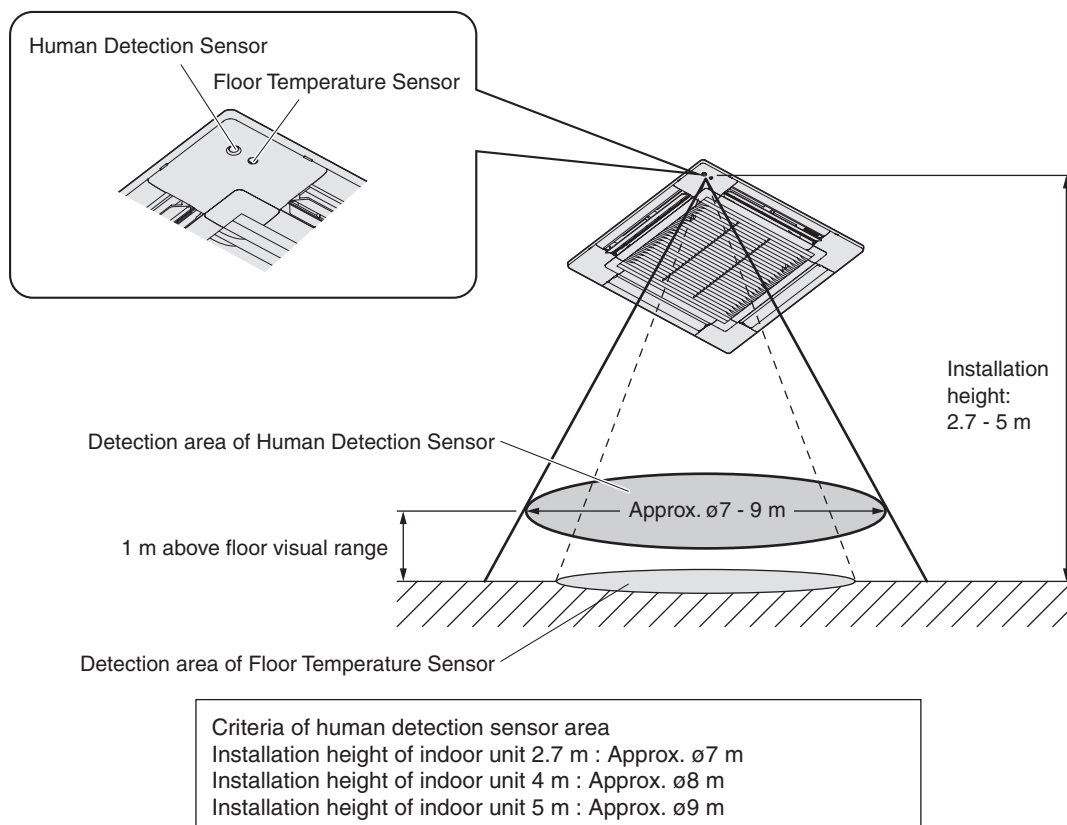 Human Detection Sensor
Floor Temperature Sensor
Installation
height:
2.7 - 5 m
Detection area of Human Detection Sensor
Approx. ø7 - 9 m
1 m above floor visual range
Detection area of Floor Temperature Sensor
Criteria of human detection sensor area
Installation height of indoor unit 2.7 m : Approx. ø7 m
Installation height of indoor unit 4 m : Approx. ø8 m
Installation height of indoor unit 5 m : Approx. ø9 m